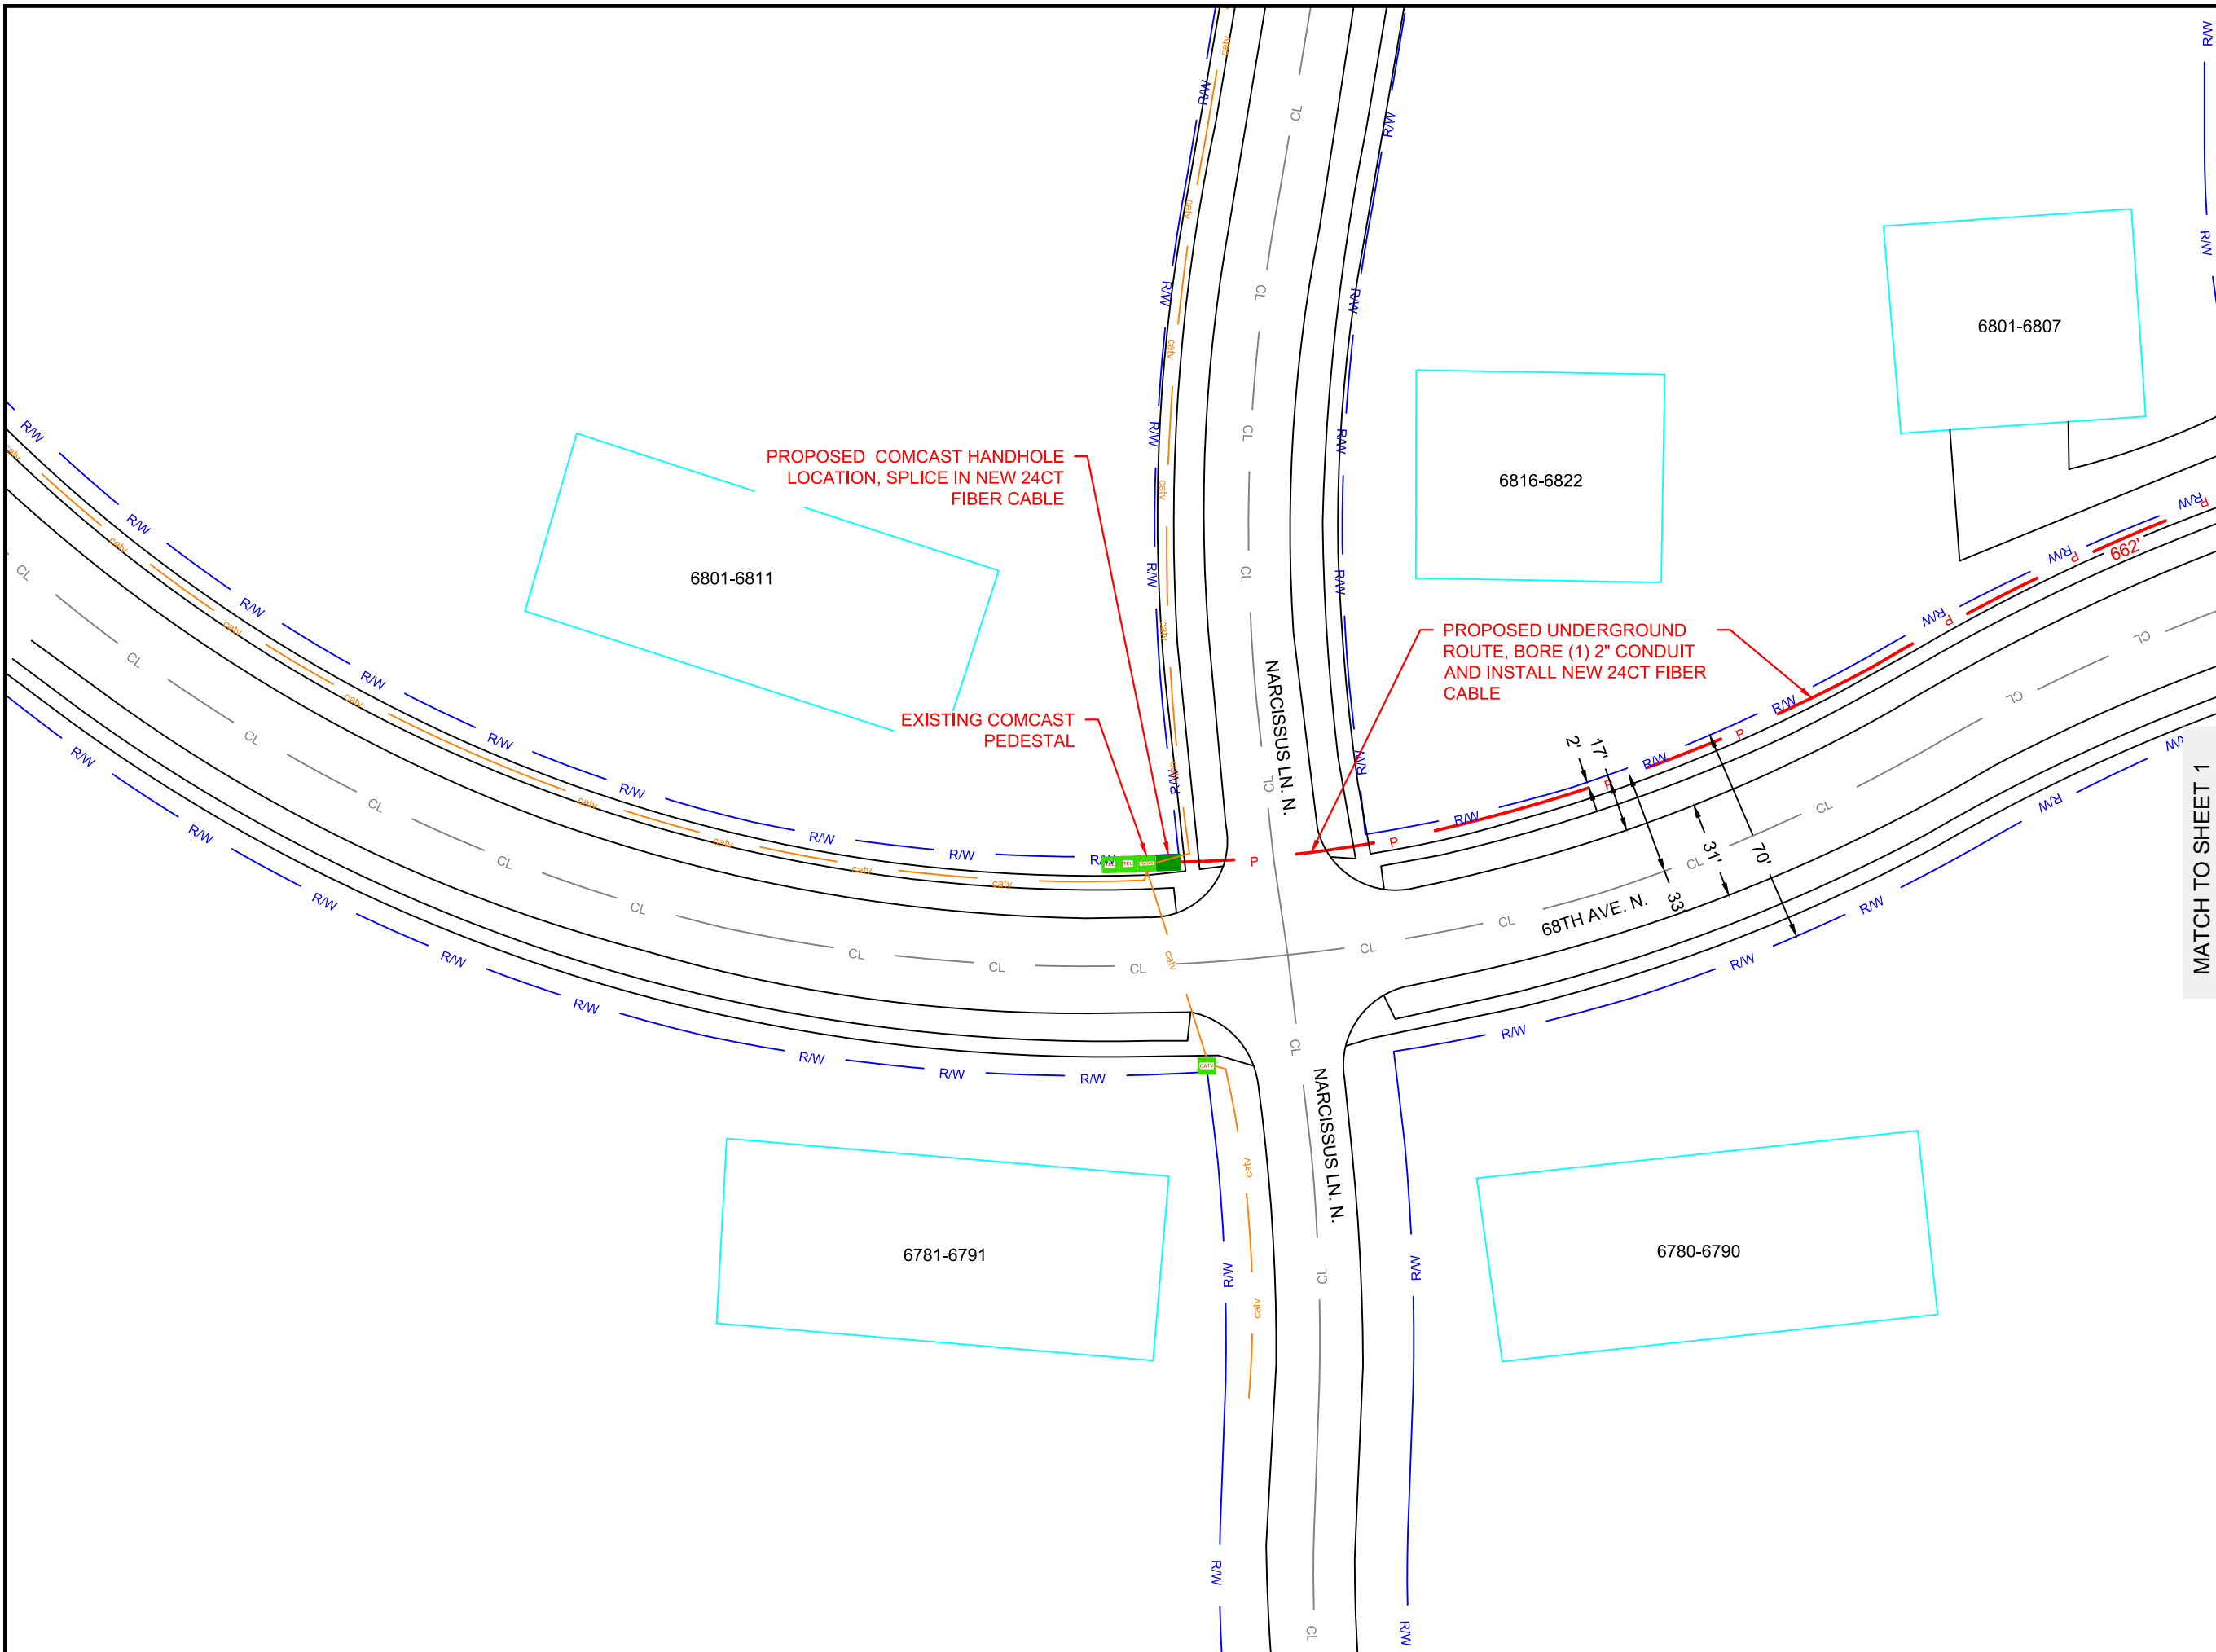 PROPOSED COMCAST HANDHOLE
LOCATION, SPLICE IN NEW 24CT
FIBER CABLE
6801-6811
EXISTING COMCAST
PEDESTAL
6816-6822
6801-6807
PROPOSED UNDERGROUND
ROUTE, BORE (1) 2" CONDUIT
AND INSTALL NEW 24CT FIBER
CABLE
662'
NARCISSUS LN. N.
2'
17'
31'
70'
33'
68TH AVE. N.
MATCH TO SHEET 1
NARCISSUS LN. N.
6781-6791
6780-6790
R/W
CL
catv
P
TEL
CATV